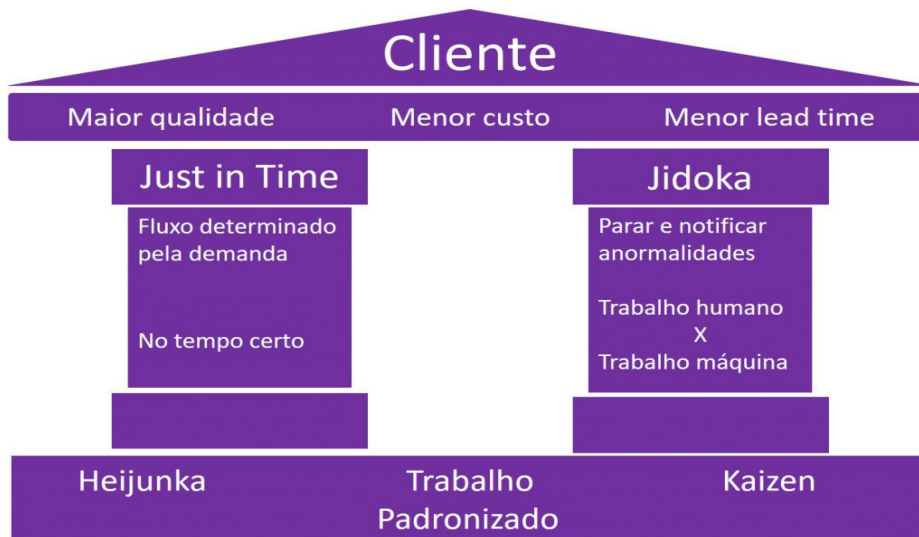 Cliente
Maior qualidade Menor custo Menor lead time
Just in Time
Fluxo determinado
pela demanda
No tempo certo
Jidoka
Parar e notificar
anormalidades
Trabalho humano
X
Trabalho máquina
Heijunka
Trabalho
Padronizado
Kaizen